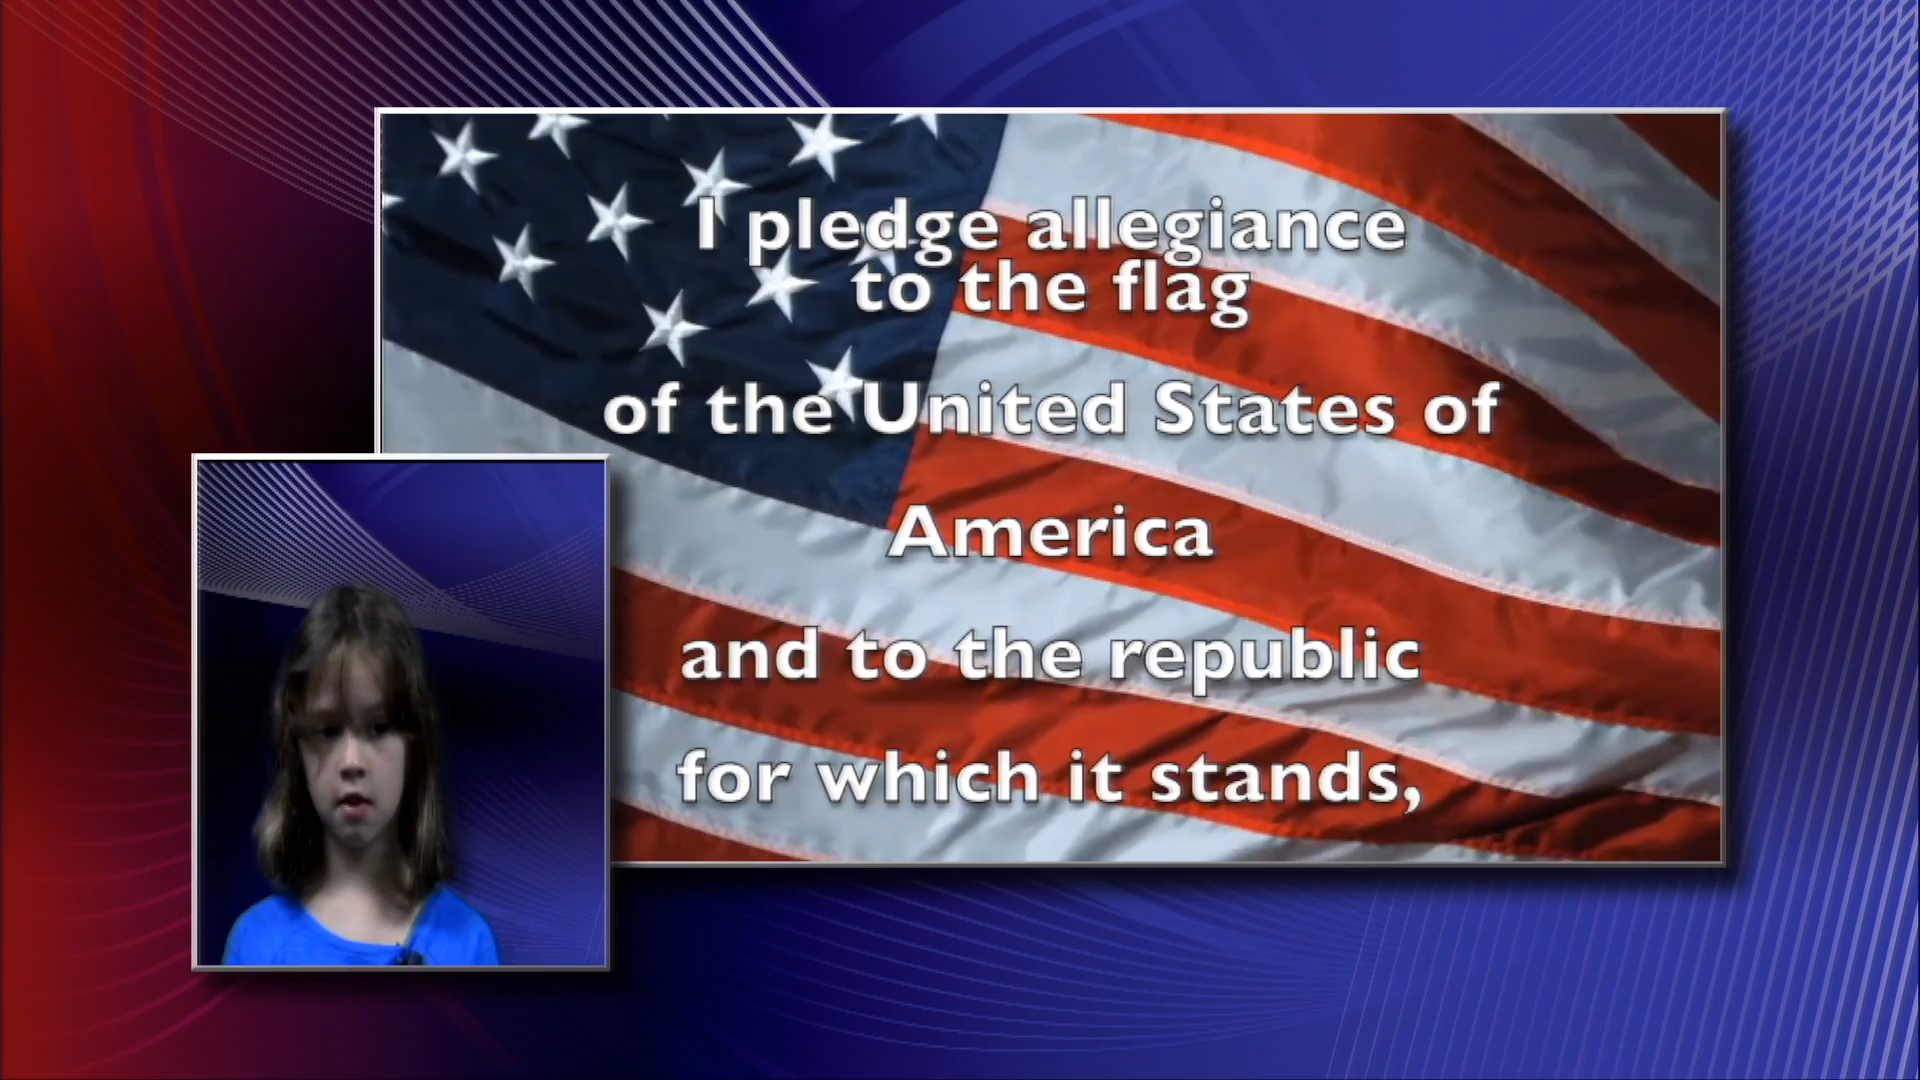 I pledge allegiance
to the flag
of the United States of
America
and to the republic
for which it stands,